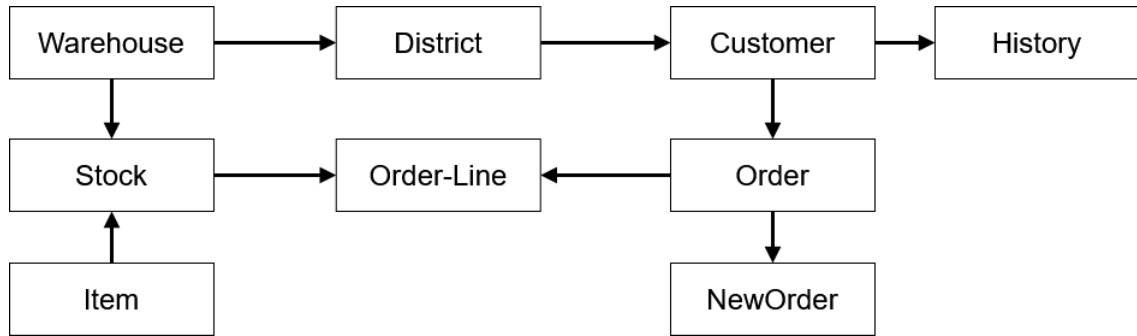 Warehouse
District
Customer
History
Stock
Order-Line
Order
Item
NewOrder